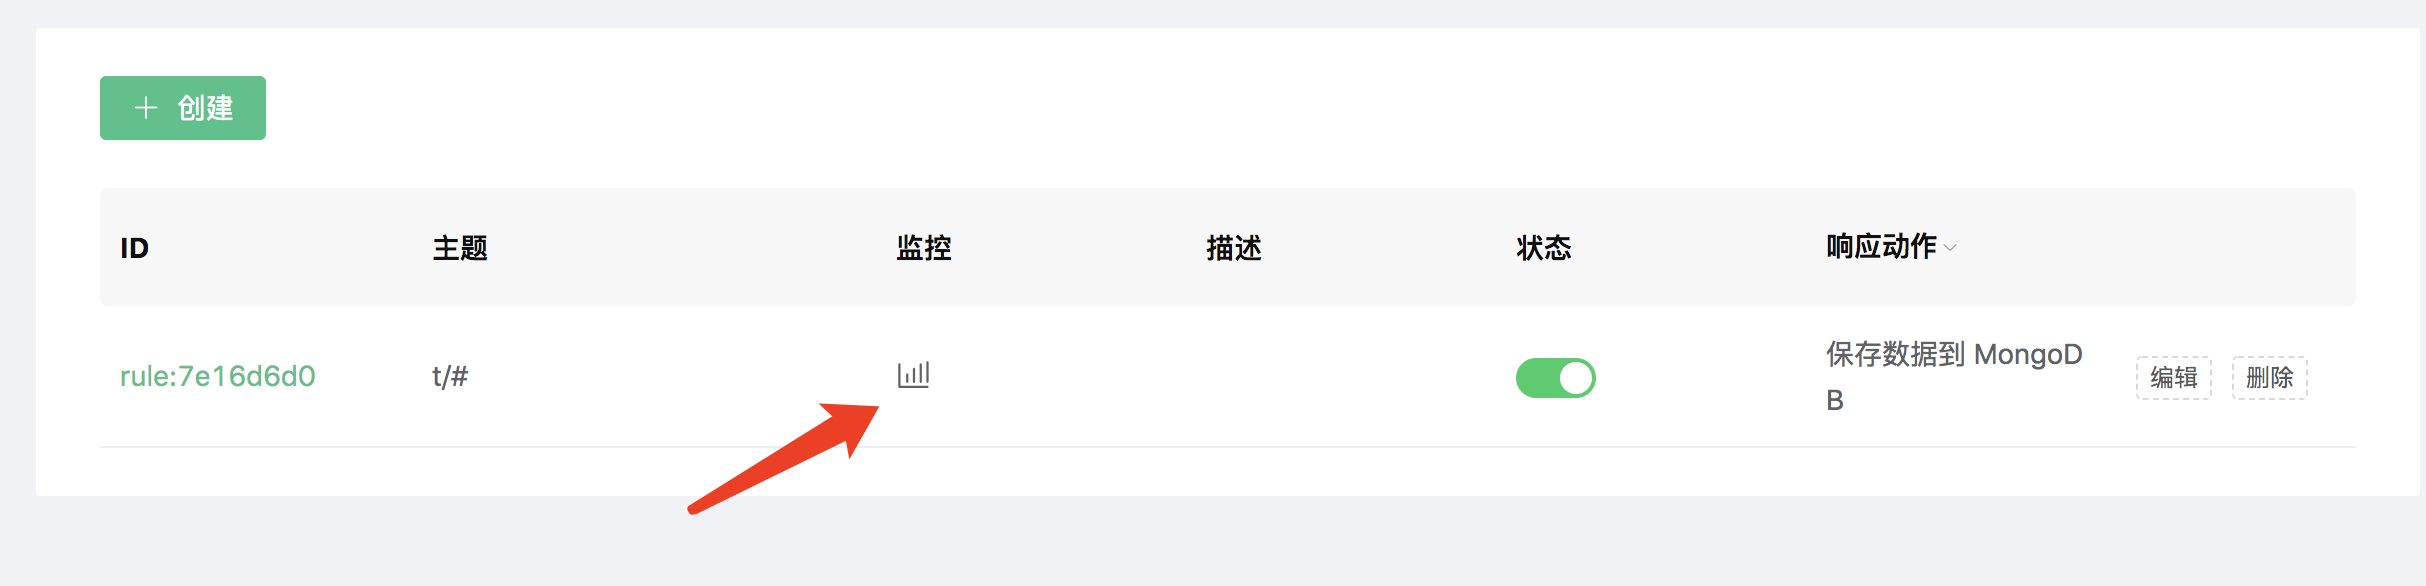 创建
ID 主题 监控 描述 状态 响应动作
rule:7e16d6d0 t/# 保存数据到 MongoD
B 编辑 删除